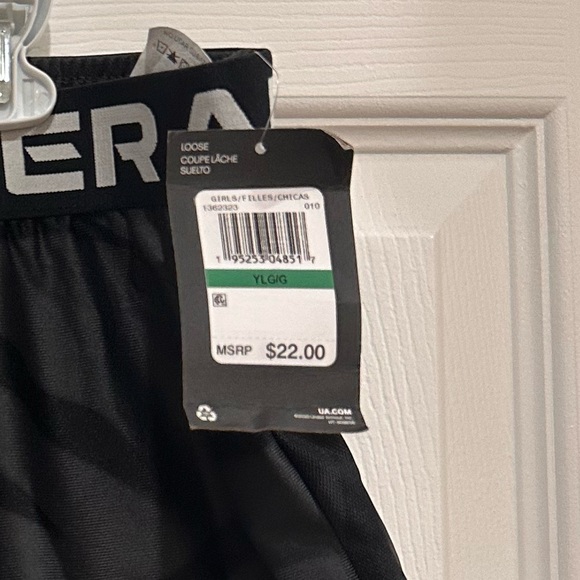 ERA
LOOSE
COUPE LÂCHE
SUELTO
GIRLS/FILLES/CHICAS
1362323 010
1 95253 04851 7
YLG/G
MSRP $22.00
UA.COM